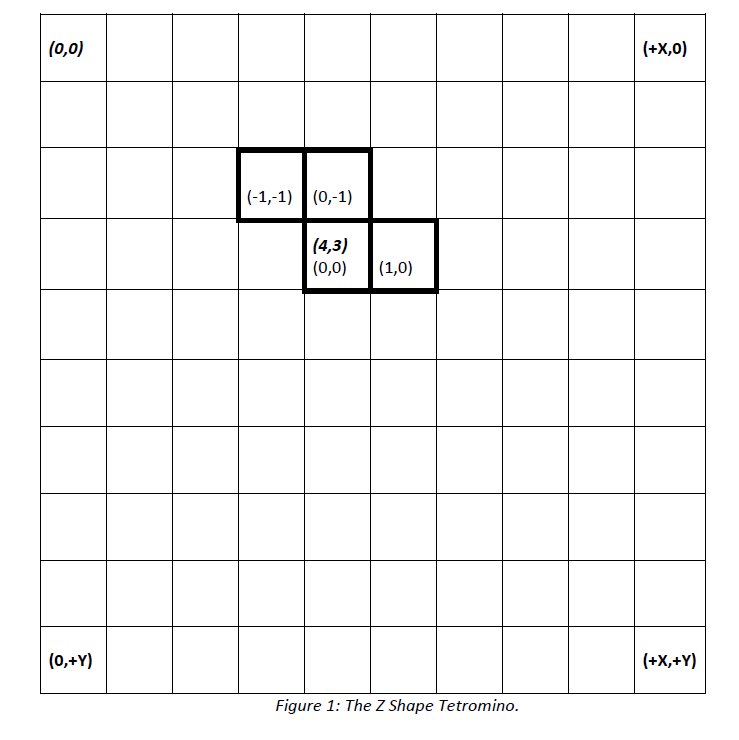 (0,0) (+X,0)
(-1,-1) (0,-1)
(4,3)
(0,0) (1,0)
(0,+Y) (+X,+Y)
Figure 1: The Z Shape Tetromino.